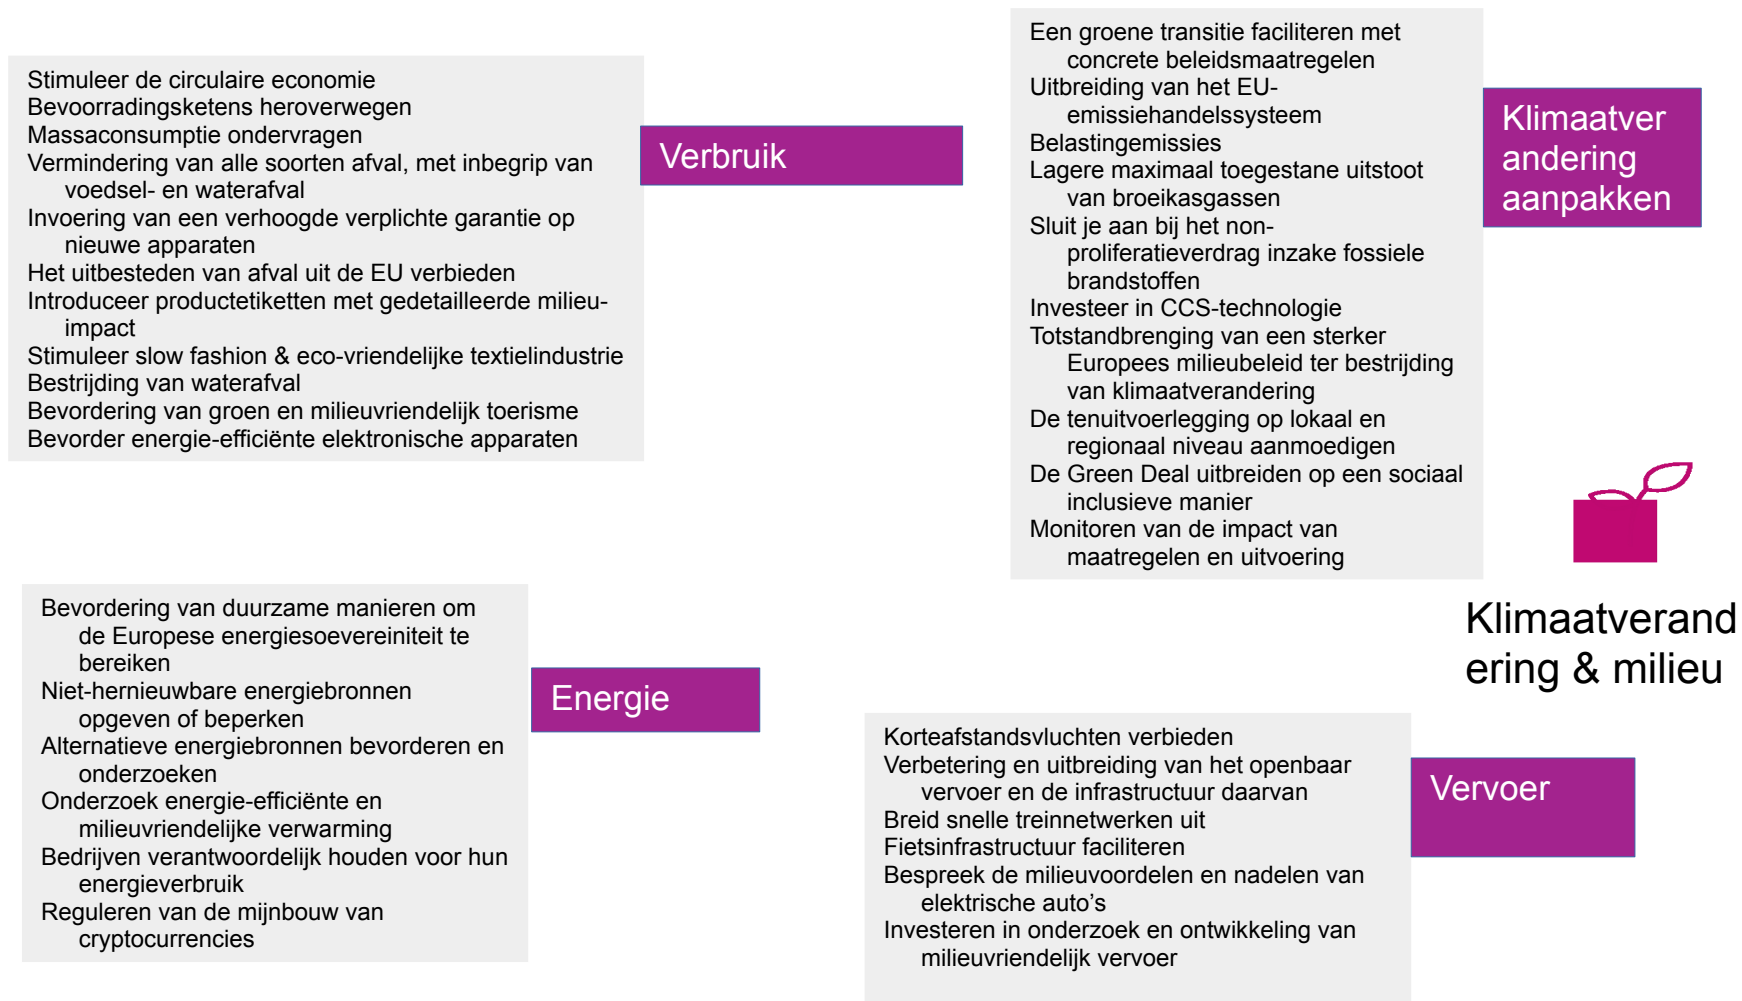 Stimuleer de circulaire economie
Bevoorradingsketens heroverwegen
Massaconsumptie ondervragen
Vermindering van alle soorten afval, met inbegrip van
voedsel- en waterafval
Invoering van een verhoogde verplichte garantie op
nieuwe apparaten
Het uitbesteden van afval uit de EU verbieden
Introduceer productetiketten met gedetailleerde milieu-
impact
Stimuleer slow fashion & eco-vriendelijke textielindustrie
Bestrijding van waterafval
Bevordering van groen en milieuvriendelijk toerisme
Bevorder energie-efficiënte elektronische apparaten
Verbruik
Een groene transitie faciliteren met
concrete beleidsmaatregelen
Uitbreiding van het EU-
emissiehandelssysteem
Belastingemissies
Lagere maximaal toegestane uitstoot
van broeikasgassen
Sluit je aan bij het non-
proliferatieverdrag inzake fossiele
brandstoffen
Investeer in CCS-technologie
Totstandbrenging van een sterker
Europees milieubeleid ter bestrijding
van klimaatverandering
De tenuitvoerlegging op lokaal en
regionaal niveau aanmoedigen
De Green Deal uitbreiden op een sociaal
inclusieve manier
Monitoren van de impact van
maatregelen en uitvoering
Klimaatver
andering
aanpakken
Klimaatverand
ering & milieu
Bevordering van duurzame manieren om
de Europese energiesoevereiniteit te
bereiken
Niet-hernieuwbare energiebronnen
opgeven of beperken
Alternatieve energiebronnen bevorderen en
onderzoeken
Onderzoek energie-efficiënte en
milieuvriendelijke verwarming
Bedrijven verantwoordelijk houden voor hun
energieverbruik
Reguleren van de mijnbouw van
cryptocurrencies
Energie
Korteafstandsvluchten verbieden
Verbetering en uitbreiding van het openbaar
vervoer en de infrastructuur daarvan
Breid snelle treinnetwerken uit
Fietsinfrastructuur faciliteren
Bespreek de milieuvoordelen en nadelen van
elektrische auto’s
Investeren in onderzoek en ontwikkeling van
milieuvriendelijk vervoer
Vervoer